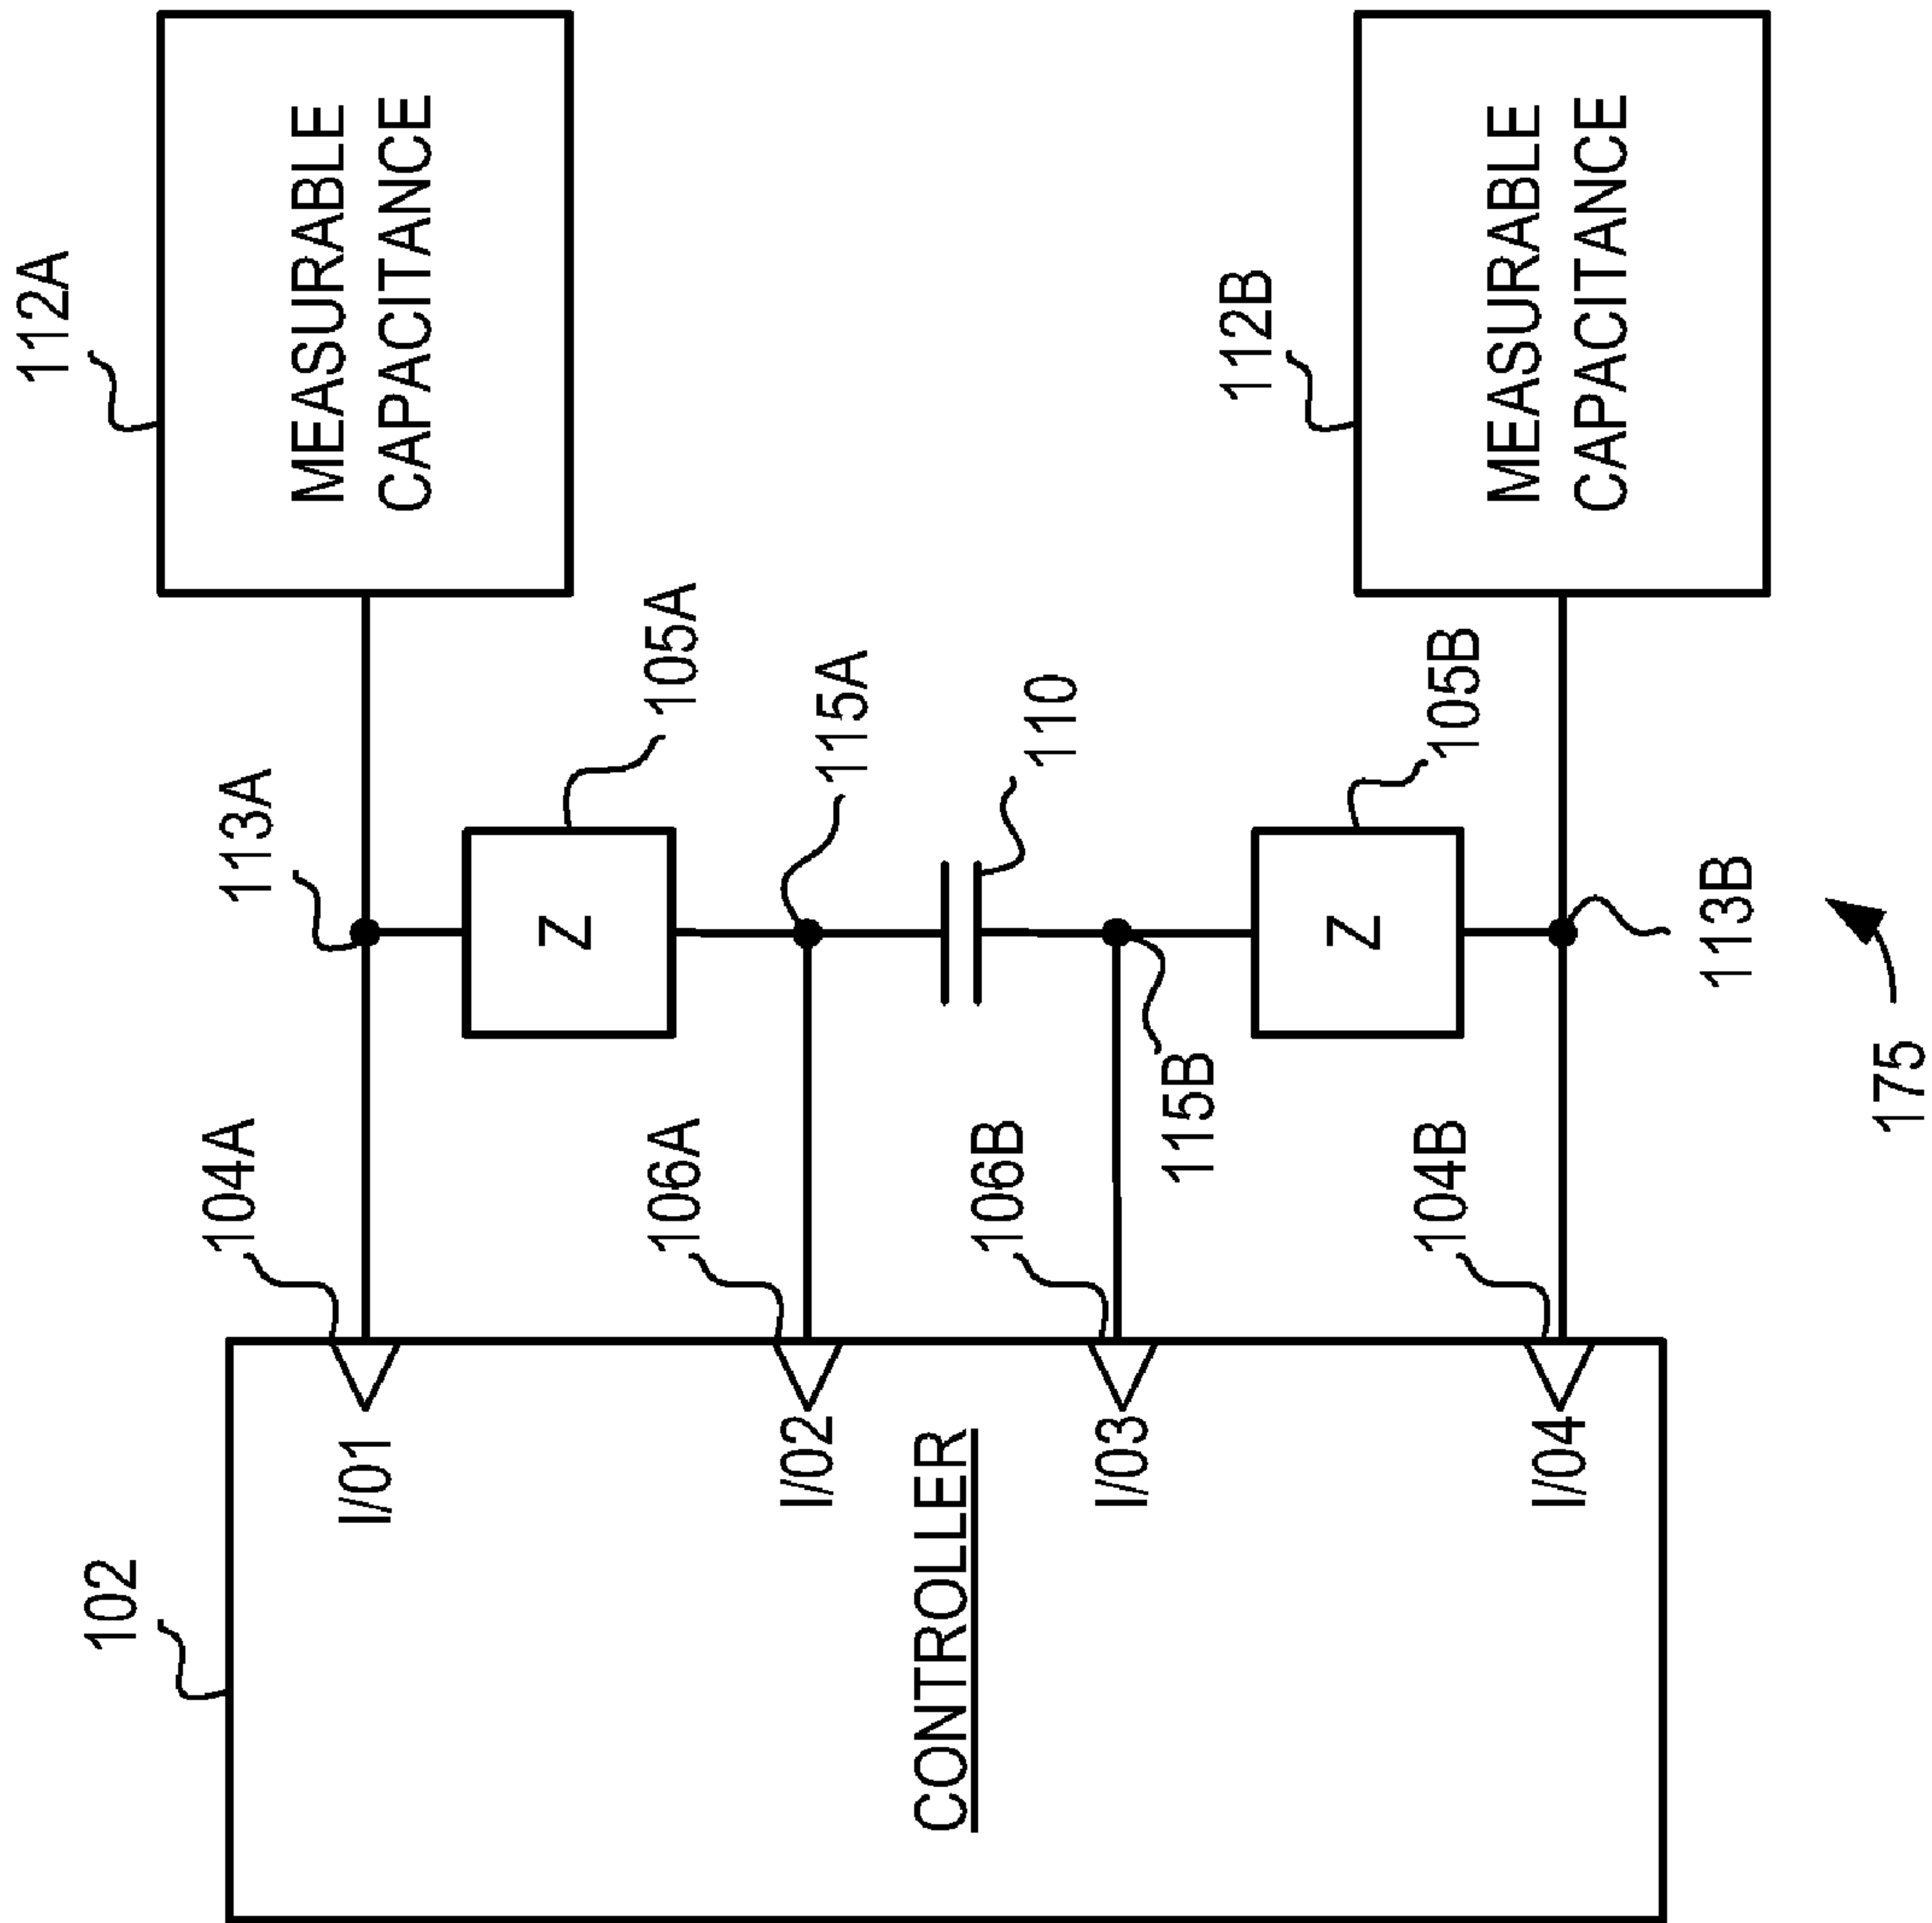 112A
102
104A
113A
MEASURABLE
CAPACITANCE
I/01
Z
106A
105A
I/02
115A
CONTROLLER
106B
110
I/03
115B
112B
Z
104B
105B
MEASURABLE
CAPACITANCE
I/04
113B
175